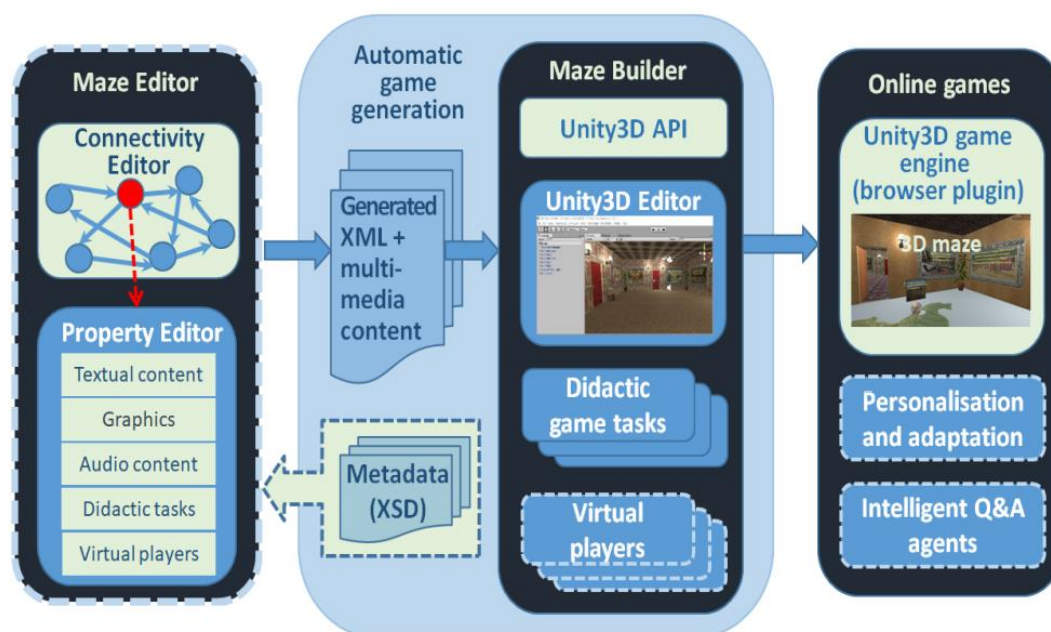 Maze Editor
Connectivity
Editor
Property Editor
Textual content
Graphics
Audio content
Didactic tasks
Virtual players
Automatic
game
generation
Generated
XML +
multi-
media
content
Metadata
(XSD)
Maze Builder
Unity3D API
Unity3D Editor
Didactic
game tasks
Virtual
players
Online games
Unity3D game
engine
(browser plugin)
3D maze
Personalisation
and adaptation
Intelligent Q&A
agents